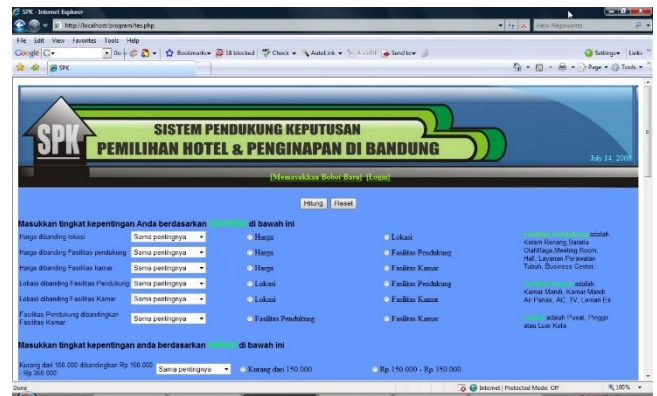 SPK - Internet Explorer
http://localhost/program/tes.php
File Edit View Favorites Tools Help
Google Go Bookmarks 18 blocked Check AutoLink Send to Settings Links
SPK Page Tools
SPK
SISTEM PENDUKUNG KEPUTUSAN
PEMILIHAN HOTEL & PENGINAPAN DI BANDUNG
July 14, 2008
[Memasukkan Bobot Baru] [Login]
Hitung Reset
Masukkan tingkat kepentingan Anda berdasarkan di bawah ini
Harga dibanding lokasi Sama pentingnya Harga Lokasi
Harga dibanding Fasilitas pendukung Sama pentingnya Harga Fasilitas Pendukung
Harga dibanding Fasilitas kamar Sama pentingnya Harga Fasilitas Kamar
Lokasi dibanding Fasilitas Pendukung Sama pentingnya Lokasi Fasilitas Pendukung
Lokasi dibanding Fasilitas Kamar Sama pentingnya Lokasi Fasilitas Kamar
Fasilitas Pendukung dibandingkan
Fasilitas Kamar Sama pentingnya Fasilitas Pendukung Fasilitas Kamar
Fasilitas Pendukung adalah
Kolam Renang,Sarana
OlahRaga,Meeting Room,
Hall, Layanan Perawatan
Tubuh, Business Center.
adalah
Kamar Mandi, Kamar Mandi
Air Panas, AC, TV, Lemari Es
adalah Pusat, Pinggir
atau Luar Kota
Masukkan tingkat kepentingan anda berdasarkan di bawah ini
Kurang dari 150.000 dibandingkan Rp 150.000
- Rp 350.000 Sama pentingnya Kurang dari 150.000 Rp 150.000 - Rp 350.000
Done Internet | Protected Mode: Off 100%